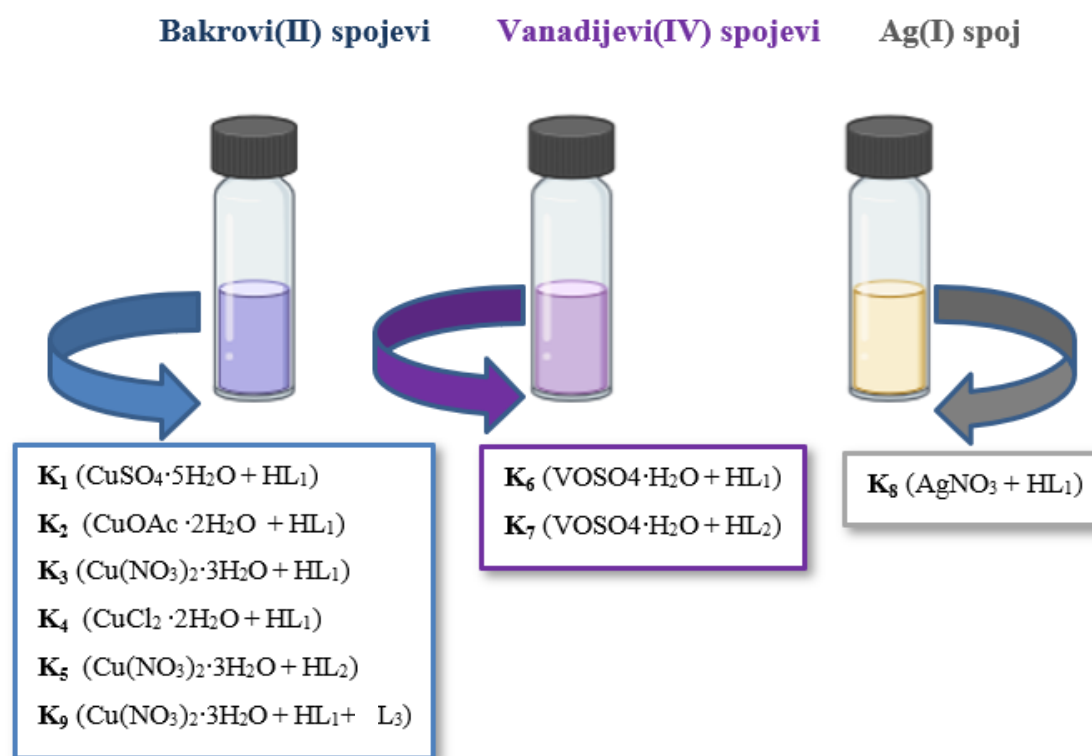 Bakrovi(II) spojevi
Vanadijevi(IV) spojevi
Ag(I) spoj
K₁ (CuSO₄·5H₂O + HL₁)
K₂ (CuOAc ·2H₂O + HL₁)
K₃ (Cu(NO₃)₂·3H₂O + HL₁)
K₄ (CuCl₂ ·2H₂O + HL₁)
K₅ (Cu(NO₃)₂·3H₂O + HL₂)
K₉ (Cu(NO₃)₂·3H₂O + HL₁+ L₃)
K₆ (VOSO4·H₂O + HL₁)
K₇ (VOSO4·H₂O + HL₂)
K₈ (AgNO₃ + HL₁)